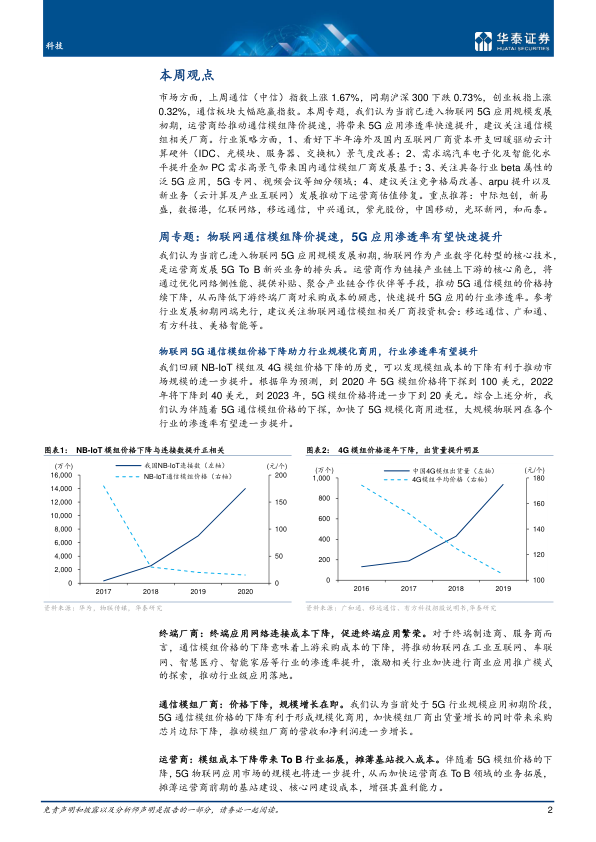 科技
华泰证券
HUATAI SECURITIES
本周观点
市场方面，上周通信（中信）指数上涨 1.67%，同期沪深 300 下跌 0.73%，创业板指上涨
0.32%，通信板块大幅跑赢指数。本周专题，我们认为当前已进入物联网 5G 应用规模发展
初期，运营商给推动通信模组降价提速，将带来 5G 应用渗透率快速提升，建议关注通信模
组相关厂商。行业策略方面，1、看好下半年海外及国内互联网厂商资本开支回暖驱动云计
算硬件（IDC、光模块、服务器、交换机）景气度改善；2、需求端汽车电子化及智能化水
平提升叠加 PC 需求高景气带来国内通信模组厂商发展基于；3、关注具备行业 beta 属性的
泛 5G 应用，5G 专网、视频会议等细分领域；4、建议关注竞争格局改善、arpu 提升以及
新业务（云计算及产业互联网）发展推动下运营商估值修复。重点推荐：中际旭创，新易
盛，数据港，亿联网络，移远通信，中兴通讯，紫光股份，中国移动，光环新网，和而泰。
周专题：物联网通信模组降价提速，5G 应用渗透率有望快速提升
我们认为当前已进入物联网 5G 应用规模发展初期，物联网作为产业数字化转型的核心技术，
是运营商发展 5G To B 新兴业务的排头兵。运营商作为链接产业链上下游的核心角色，将
通过优化网络侧性能、提供补贴、聚合产业链合作伙伴等手段，推动 5G 通信模组的价格持
续下降，从而降低下游终端厂商对采购成本的顾虑，快速提升 5G 应用的行业渗透率。参考
行业发展初期网端先行，建议关注物联网通信模组相关厂商投资机会：移远通信、广和通、
有方科技、美格智能等。
物联网 5G 通信模组价格下降助力行业规模化商用，行业渗透率有望提升
我们回顾 NB-IoT 模组及 4G 模组价格下降的历史，可以发现模组成本的下降有利于推动市
场规模的进一步提升。根据华为预测，到 2020 年 5G 模组价格将下探到 100 美元，2022
年将下降到 40 美元，到 2023 年，5G 模组价格将进一步下到 20 美元。综合上述分析，我
们认为伴随着 5G 通信模组价格的下探，加快了 5G 规模化商用进程，大规模物联网在各个
行业的渗透率有望进一步提升。
图表1： NB-IoT 模组价格下降与连接数提升正相关
(万个)
(元/个)
我国NB-IoT总接数（左轴）
NB-IoT通信模组价格（右轴）
16,000
14,000
12,000
10,000
8,000
6,000
4,000
2,000
0
200
150
100
50
0
2017 2018 2019 2020
资料来源：华为，物联传媒，华泰研究
图表2： 4G模组价格逐年下降，出货量提升明显
(万个)
(元/个)
中国4G模组出货量（左轴）
4G模组平均价格（右轴）
1,000
800
600
400
200
0
180
160
140
120
100
2016 2017 2018 2019
资料来源：广和通、移远通信、有方科技招股说明书,华泰研究
终端厂商：终端应用网络连接成本下降，促进终端应用繁荣。对于终端制造商、服务商而
言，通信模组价格的下降意味着上游采购成本的下降，将推动物联网在工业互联网、车联
网、智慧医疗、智能家居等行业的渗透率提升，激励相关行业加快进行商业应用推广模式
的探索，推动行业级应用落地。
通信模组厂商：价格下降，规模增长在即。我们认为当前处于 5G 行业规模应用初期阶段，
5G 通信模组价格的下降有利于形成规模化商用，加快模组厂商出货量增长的同时带来采购
芯片边际下降，推动模组厂商的营收和净利润进一步增长。
运营商：模组成本下降带来 To B 行业拓展，摊薄基站投入成本。伴随着 5G 模组价格的下
降，5G 物联网应用市场的规模也将进一步提升，从而加快运营商在 To B 领域的业务拓展，
摊薄运营商前期的基站建设、核心网建设成本，增强其盈利能力。
免责声明和披露以及分析师声明是报告的一部分，请务必一起阅读。
2